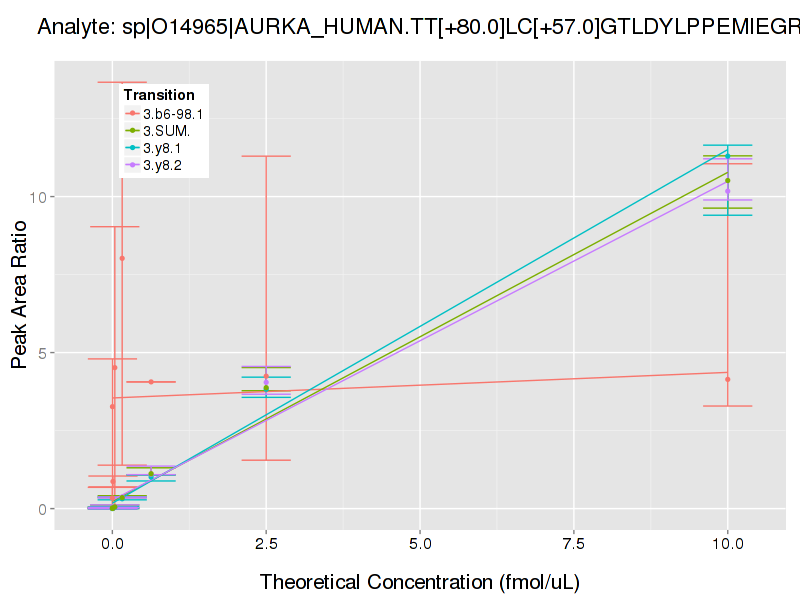 Analyte: sp|O14965|AURKA_HUMAN.TT[+80.0]LC[+57.0]GTLDYLPPEMIEGR
Transition
3.b6-98.1
3.SUM.
3.y8.1
3.y8.2
Peak Area Ratio
10
5
0
0.0 2.5 5.0 7.5 10.0
Theoretical Concentration (fmol/uL)